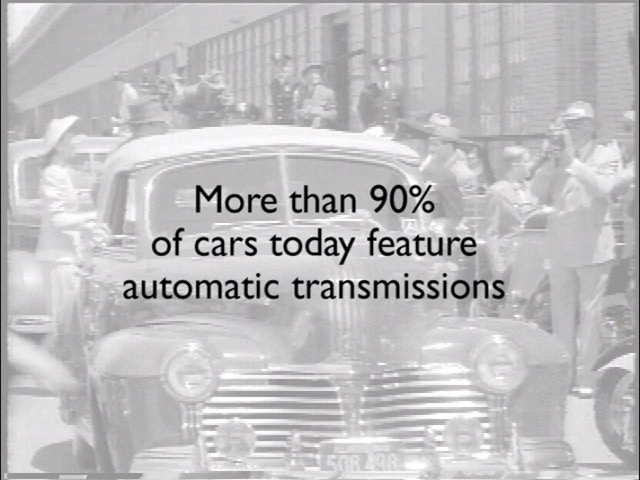 More than 90%
of cars today feature
automatic transmissions